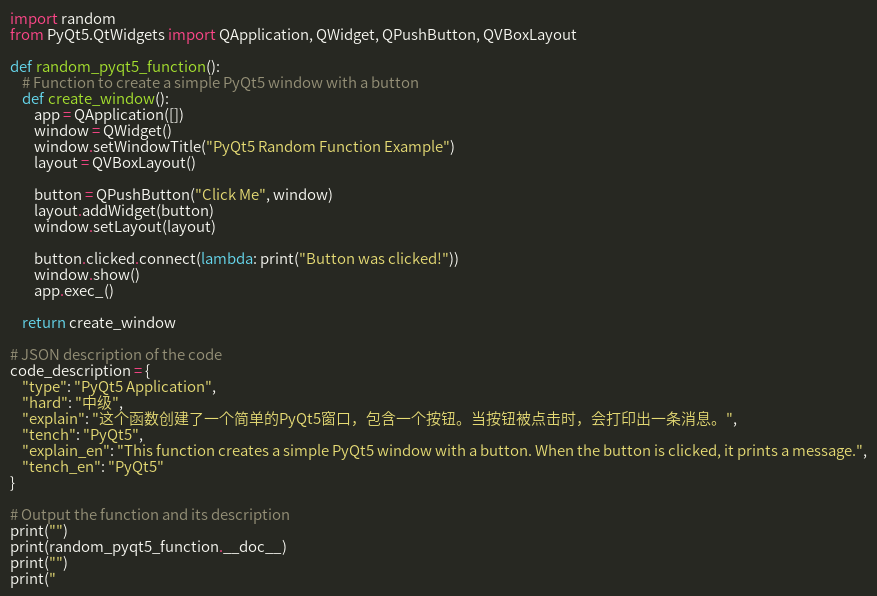 import random
from PyQt5.QtWidgets import QApplication, QWidget, QPushButton, QVBoxLayout

def random_pyqt5_function():
    # Function to create a simple PyQt5 window with a button
    def create_window():
        app = QApplication([])
        window = QWidget()
        window.setWindowTitle("PyQt5 Random Function Example")
        layout = QVBoxLayout()

        button = QPushButton("Click Me", window)
        layout.addWidget(button)
        window.setLayout(layout)

        button.clicked.connect(lambda: print("Button was clicked!"))
        window.show()
        app.exec_()

    return create_window

# JSON description of the code
code_description = {
    "type": "PyQt5 Application",
    "hard": "中级",
    "explain": "这个函数创建了一个简单的PyQt5窗口，包含一个按钮。当按钮被点击时，会打印出一条消息。",
    "tench": "PyQt5",
    "explain_en": "This function creates a simple PyQt5 window with a button. When the button is clicked, it prints a message.",
    "tench_en": "PyQt5"
}

# Output the function and its description
print("")
print(random_pyqt5_function.__doc__)
print("")
print("